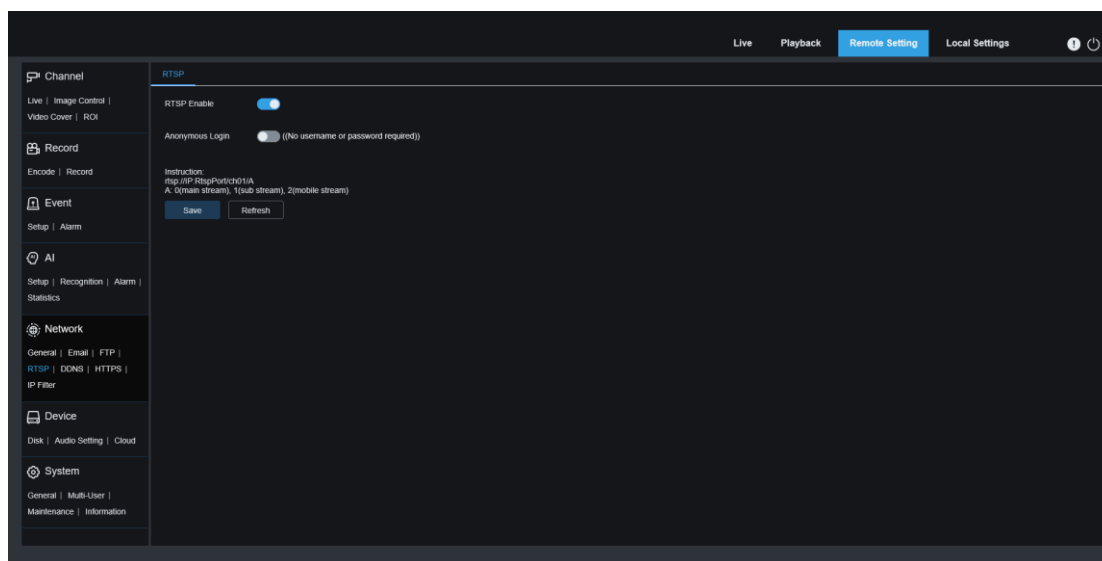 Live Playback Remote Setting Local Settings
Channel
Live | Image Control |
Video Cover | ROI
Record
Encode | Record
Event
Setup | Alarm
AI
Setup | Recognition | Alarm |
Statistics
Network
General | Email | FTP |
RTSP | DDNS | HTTPS |
IP Filter
Device
Disk | Audio Setting | Cloud
System
General | Multi-User |
Maintenance | Information
RTSP
RTSP Enable
Anonymous Login ((No username or password required))
Instruction:
rtsp://IP:RtspPort/ch01/A
A: 0(main stream), 1(sub stream), 2(mobile stream)
Save Refresh